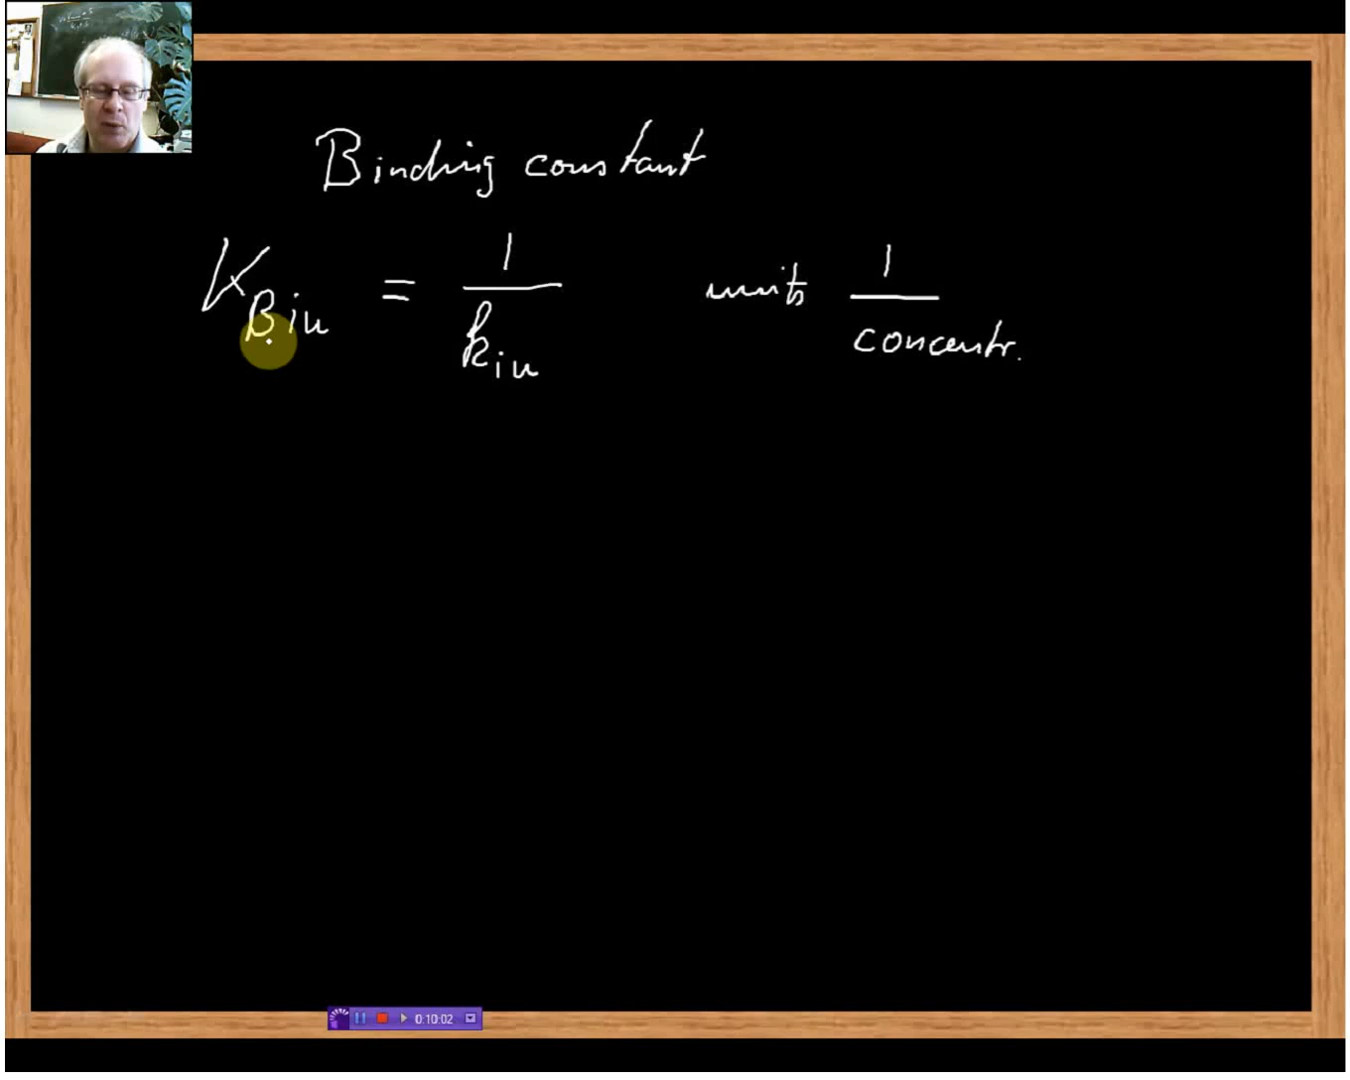 Binding constant
K_Bin = 1/k_in units 1/concentr.
0:10:02